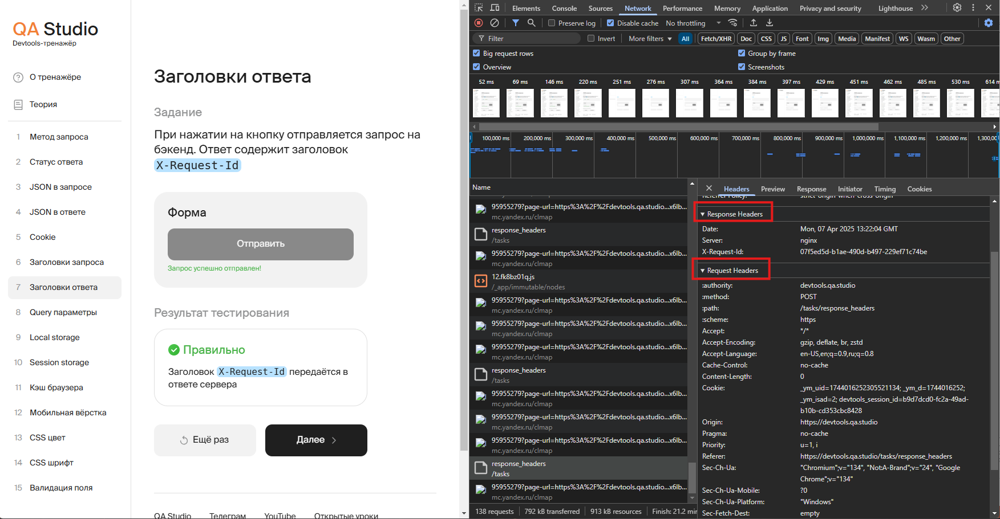 QA Studio
Devtools-тренажёр
О тренажёре
Теория
1 Метод запроса
2 Статус ответа
3 JSON в запросе
4 JSON в ответе
5 Cookie
6 Заголовки запроса
7 Заголовки ответа
8 Query параметры
9 Local storage
10 Session storage
11 Кэш браузера
12 Мобильная вёрстка
13 CSS цвет
14 CSS шрифт
15 Валидация поля
Заголовки ответа
Задание
При нажатии на кнопку отправляется запрос на
бэкенд. Ответ содержит заголовок
X-Request-Id
Форма
Отправить
Запрос успешно отправлен!
Результат тестирования
Правильно
Заголовок X-Request-Id передаётся в
ответе сервера
Ещё раз
Далее
QA Studio Телеграм YouTube Открытые уроки
Elements Console Sources Network Performance Memory Application Privacy and security Lighthouse
Preserve log Disable cache No throttling
Filter Invert More filters All Fetch/XHR Doc CSS JS Font Img Media Manifest WS Wasm Other
Big request rows Group by frame
Overview Screenshots
52 ms 69 ms 146 ms 220 ms 251 ms 276 ms 307 ms 364 ms 384 ms 397 ms 429 ms 451 ms 462 ms 485 ms 530 ms 614 m
100,000 ms 200,000 ms 300,000 ms 400,000 ms 500,000 ms 600,000 ms 700,000 ms 800,000 ms 900,000 ms 1,000,000 ms 1,100,000 ms 1,200,000 ms 1,300,00
Name
mc.yandex.ru/clmap
95955279?page-url=https%3A%2F%2Fdevtools.qa.studio...x6lb...
mc.yandex.ru/clmap
response_headers
/tasks
95955279?page-url=https%3A%2F%2Fdevtools.qa.studio...x6lb...
mc.yandex.ru/clmap
12.fk8bz01q.js
/_app/immutable/nodes
95955279?page-url=https%3A%2F%2Fdevtools.qa.studio...x6lb...
mc.yandex.ru/clmap
95955279?page-url=https%3A%2F%2Fdevtools.qa.studio...x6lb...
mc.yandex.ru/clmap
95955279?page-url=https%3A%2F%2Fdevtools.qa.studio...x6lb...
mc.yandex.ru/clmap
response_headers
/tasks
95955279?page-url=https%3A%2F%2Fdevtools.qa.studio...x6lb...
mc.yandex.ru/clmap
95955279?page-url=https%3A%2F%2Fdevtools.qa.studio...x6lb...
mc.yandex.ru/clmap
95955279?page-url=https%3A%2F%2Fdevtools.qa.studio...x6lb...
mc.yandex.ru/clmap
response_headers
/tasks
95955279?page-url=https%3A%2F%2Fdevtools.qa.studio...x6lb...
mc.yandex.ru/clmap
138 requests 792 kB transferred 913 kB resources Finish: 21.2 mir
Headers Preview Response Initiator Timing Cookies
Referrer Policy: strict-origin-when-cross-origin
Response Headers
Date: Mon, 07 Apr 2025 13:22:04 GMT
Server: nginx
X-Request-Id: 07f5ed5d-b1ae-490d-b497-229ef71c74be
Request Headers
:authority: devtools.qa.studio
:method: POST
:path: /tasks/response_headers
:scheme: https
Accept: */*
Accept-Encoding: gzip, deflate, br, zstd
Accept-Language: en-US,en;q=0.9,ru;q=0.8
Cache-Control: no-cache
Content-Length: 0
Cookie: _ym_uid=1744016252305521134; _ym_d=1744016252;
_ym_isad=2; devtools_session_id=b9d7dcd0-fc2a-49ad-
b10b-cd353cbc8428
Origin: https://devtools.qa.studio
Pragma: no-cache
Priority: u=1, i
Referer: https://devtools.qa.studio/tasks/response_headers
Sec-Ch-Ua: "Chromium";v="134", "Not:A-Brand";v="24", "Google
Chrome";v="134"
Sec-Ch-Ua-Mobile: ?0
Sec-Ch-Ua-Platform: "Windows"
Sec-Fetch-Dest: empty